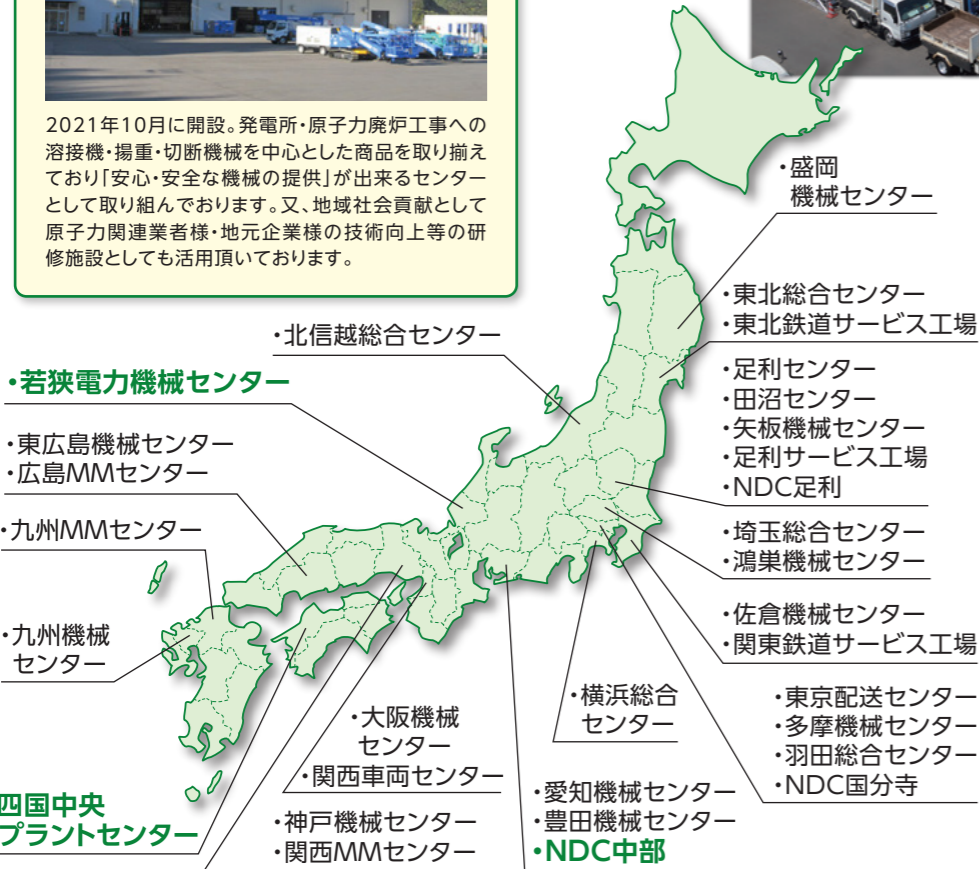 2021年10月に開設。発電所・原子力廃炉工事への
溶接機・揚重・切断機械を中心とした商品を取り揃え
ており「安心・安全な機械の提供」が出来るセンター
として取り組んでおります。又、地域社会貢献として
原子力関連業者様・地元企業様の技術向上等の研
修施設としても活用頂いております。
・盛岡
機械センター
・東北総合センター
・東北鉄道サービス工場
・北信越総合センター
・若狭電力機械センター
・足利センター
・田沼センター
・矢板機械センター
・足利サービス工場
・NDC足利
・東広島機械センター
・広島MMセンター
・九州MMセンター
・埼玉総合センター
・鴻巣機械センター
・九州機械
センター
・佐倉機械センター
・関東鉄道サービス工場
・横浜総合
センター
・東京配送センター
・多摩機械センター
・羽田総合センター
・NDC国分寺
・大阪機械
センター
・関西車両センター
四国中央
プラントセンター
・神戸機械センター
・関西MMセンター
・愛知機械センター
・豊田機械センター
・NDC中部